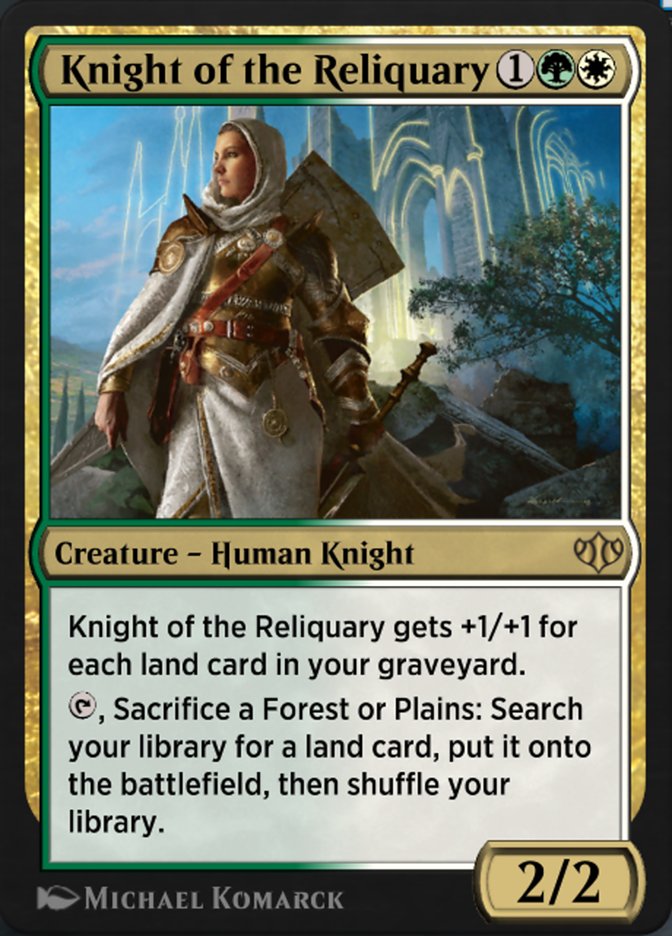 Knight of the Reliquary 1
Creature – Human Knight
Knight of the Reliquary gets +1/+1 for
each land card in your graveyard.
, Sacrifice a Forest or Plains: Search
your library for a land card, put it onto
the battlefield, then shuffle your
library.
2/2
Michael Komarck